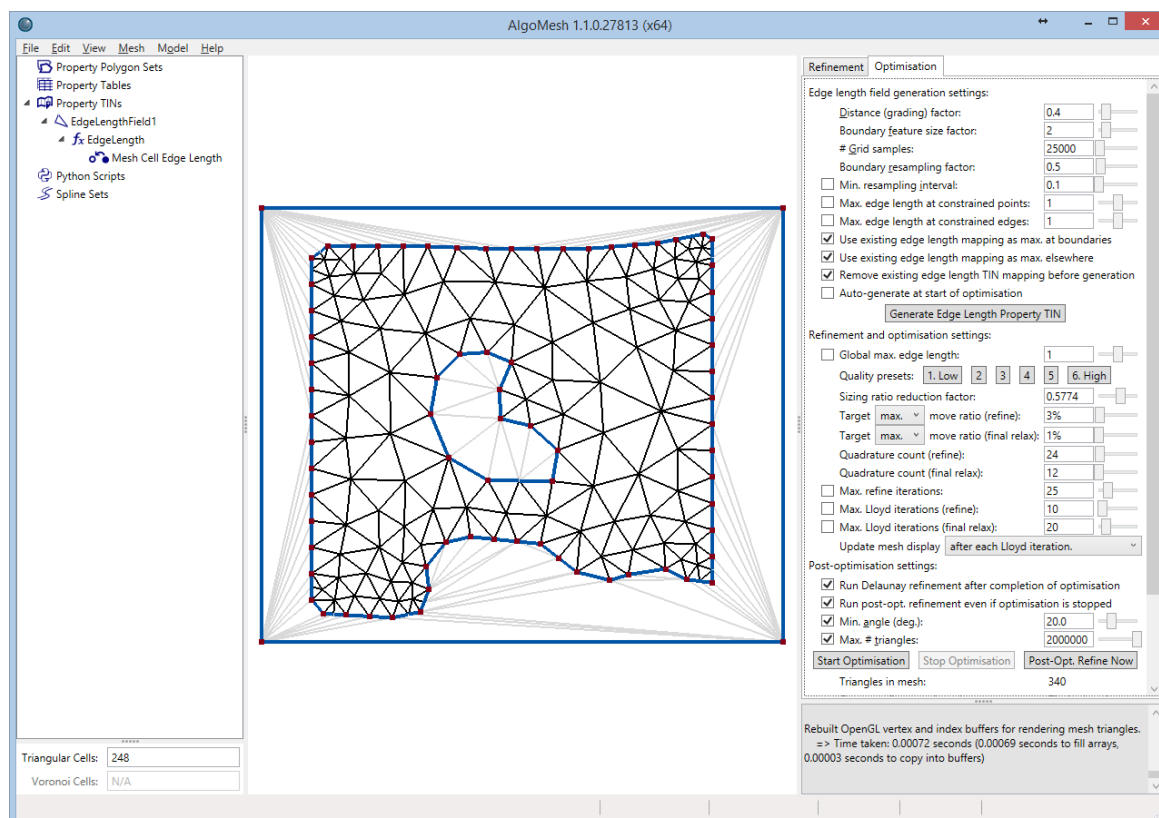 AlgoMesh 1.1.0.27813 (x64)
File Edit View Mesh Model Help
Property Polygon Sets
Property Tables
Property TINs
EdgeLengthField1
fx EdgeLength
Mesh Cell Edge Length
Python Scripts
Spline Sets
Triangular Cells: 248
Voronoi Cells: N/A
Refinement Optimisation
Edge length field generation settings:
Distance (grading) factor: 0.4
Boundary feature size factor: 2
# Grid samples: 25000
Boundary resampling factor: 0.5
Min. resampling interval: 0.1
Max. edge length at constrained points: 1
Max. edge length at constrained edges: 1
Use existing edge length mapping as max. at boundaries
Use existing edge length mapping as max. elsewhere
Remove existing edge length TIN mapping before generation
Auto-generate at start of optimisation
Generate Edge Length Property TIN
Refinement and optimisation settings:
Global max. edge length: 1
Quality presets: 1. Low 2 3 4 5 6. High
Sizing ratio reduction factor: 0.5774
Target max. move ratio (refine): 3%
Target max. move ratio (final relax): 1%
Quadrature count (refine): 24
Quadrature count (final relax): 12
Max. refine iterations: 25
Max. Lloyd iterations (refine): 10
Max. Lloyd iterations (final relax): 20
Update mesh display after each Lloyd iteration.
Post-optimisation settings:
Run Delaunay refinement after completion of optimisation
Run post-opt. refinement even if optimisation is stopped
Min. angle (deg.): 20.0
Max. # triangles: 2000000
Start Optimisation Stop Optimisation Post-Opt. Refine Now
Triangles in mesh: 340
Rebuilt OpenGL vertex and index buffers for rendering mesh triangles.
=> Time taken: 0.00072 seconds (0.00069 seconds to fill arrays,
0.00003 seconds to copy into buffers)